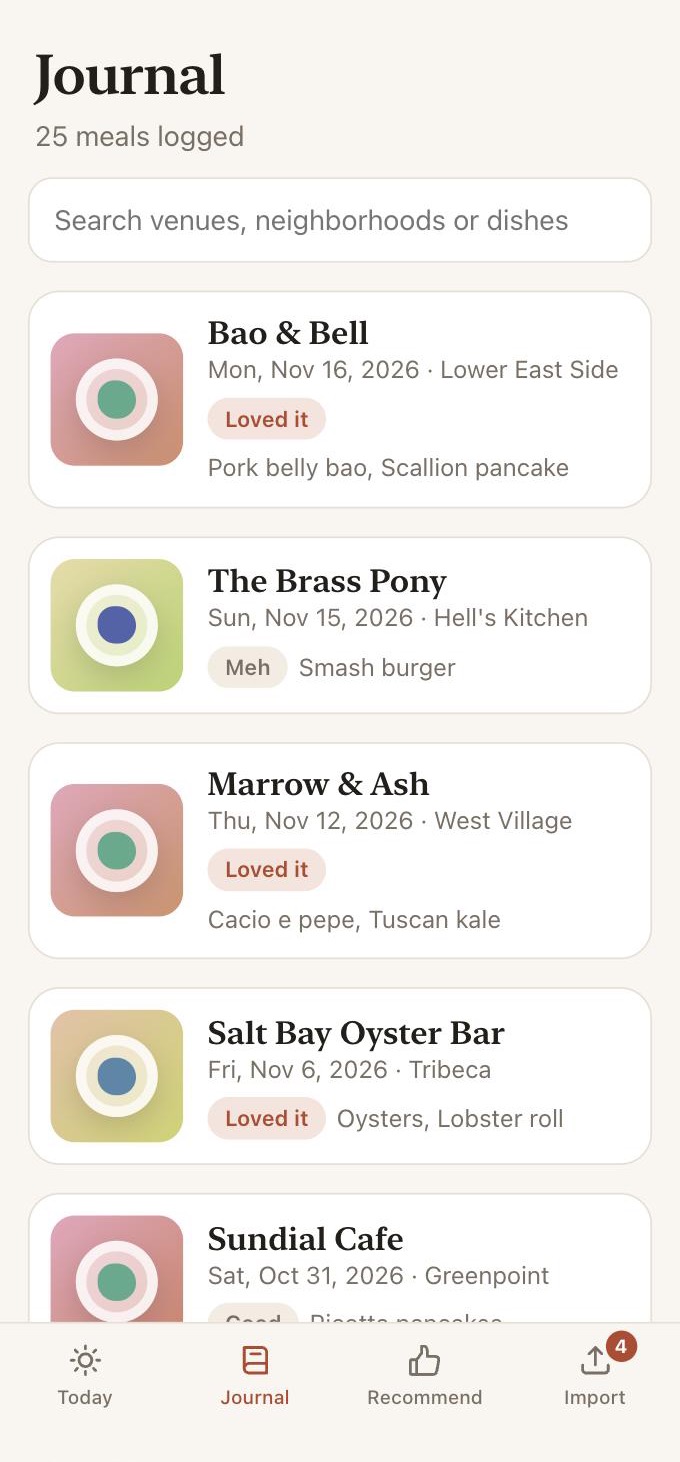 Journal
25 meals logged
Search venues, neighborhoods or dishes
Bao & Bell
Mon, Nov 16, 2026 · Lower East Side
Loved it
Pork belly bao, Scallion pancake
The Brass Pony
Sun, Nov 15, 2026 · Hell's Kitchen
Meh Smash burger
Marrow & Ash
Thu, Nov 12, 2026 · West Village
Loved it
Cacio e pepe, Tuscan kale
Salt Bay Oyster Bar
Fri, Nov 6, 2026 · Tribeca
Loved it Oysters, Lobster roll
Sundial Cafe
Sat, Oct 31, 2026 · Greenpoint
4
Today Journal Recommend Import